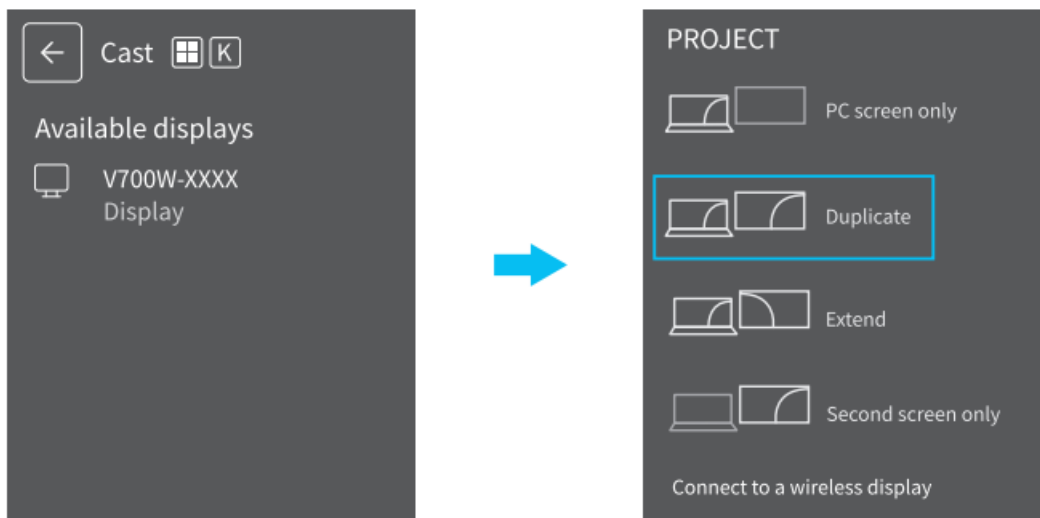 Cast K
Available displays
V700W-XXXX
Display
PROJECT
PC screen only
Duplicate
Extend
Second screen only
Connect to a wireless display